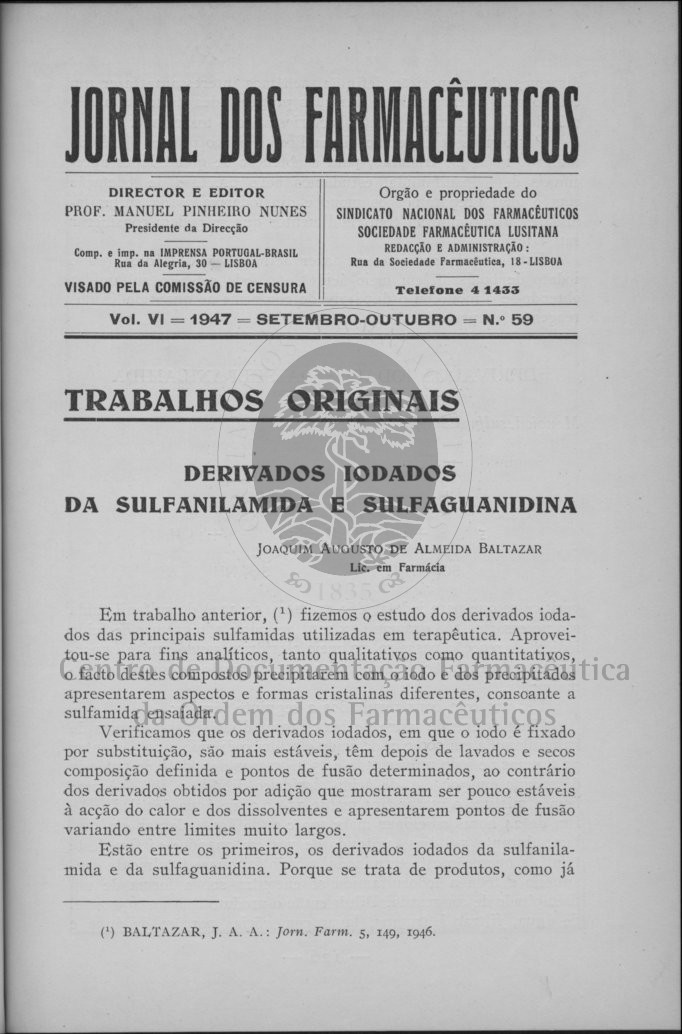 JORNAL DOS FARMACÊUTICOS
DIRECTOR E EDITOR
PROF. MANUEL PINHEIRO NUNES
Presidente da Direcção
Comp. e imp. na IMPRENSA PORTUGAL-BRASIL
Rua da Alegria, 30 — LISBOA
VISADO PELA COMISSÃO DE CENSURA
Orgão e propriedade do
SINDICATO NACIONAL DOS FARMACÊUTICOS
SOCIEDADE FARMACÊUTICA LUSITANA
REDACÇÃO E ADMINISTRAÇÃO:
Rua da Sociedade Farmacêutica, 18-LISBOA
Telefone 4 1433
Vol. VI = 1947 = SETEMBRO-OUTUBRO = N.º 59
TRABALHOS ORIGINAIS
DERIVADOS IODADOS
DA SULFANILAMIDA E SULFAGUANIDINA
JOAQUIM AUGUSTO DE ALMEIDA BALTAZAR
Lic. em Farmácia
1835
Em trabalho anterior, (¹) fizemos o estudo dos derivados ioda-
dos das principais sulfamidas utilizadas em terapêutica. Aprovei-
tou-se para fins analíticos, tanto qualitativos como quantitativos,
o facto destes compostos precipitarem com o iodo e dos precipitados
apresentarem aspectos e formas cristalinas diferentes, consoante a
sulfamida ensaiada.
Centro de Documentação Farmacêutica
da Ordem dos Farmacêuticos
Verificamos que os derivados iodados, em que o iodo é fixado
por substituição, são mais estáveis, têm depois de lavados e secos
composição definida e pontos de fusão determinados, ao contrário
dos derivados obtidos por adição que mostraram ser pouco estáveis
à acção do calor e dos dissolventes e apresentarem pontos de fusão
variando entre limites muito largos.
Estão entre os primeiros, os derivados iodados da sulfanila-
mida e da sulfaguanidina. Porque se trata de produtos, como já
(¹) BALTAZAR, J. A. A.: Jorn. Farm. 5, 149, 1946.